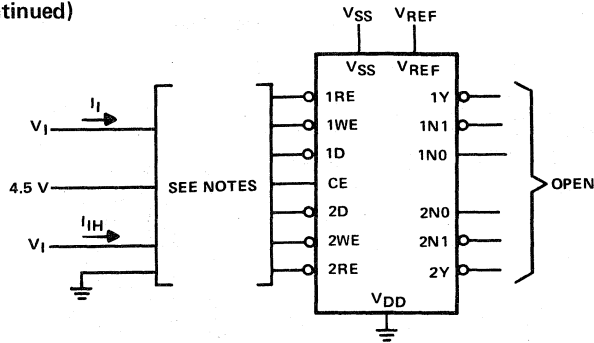 tinued)
VSS VREF
VSS VREF
1RE 1Y
II
VI 1WE 1N1
1D 1N0
4.5 V SEE NOTES CE OPEN
2D 2N0
IIH
VI 2WE 2N1
2RE 2Y
VDD